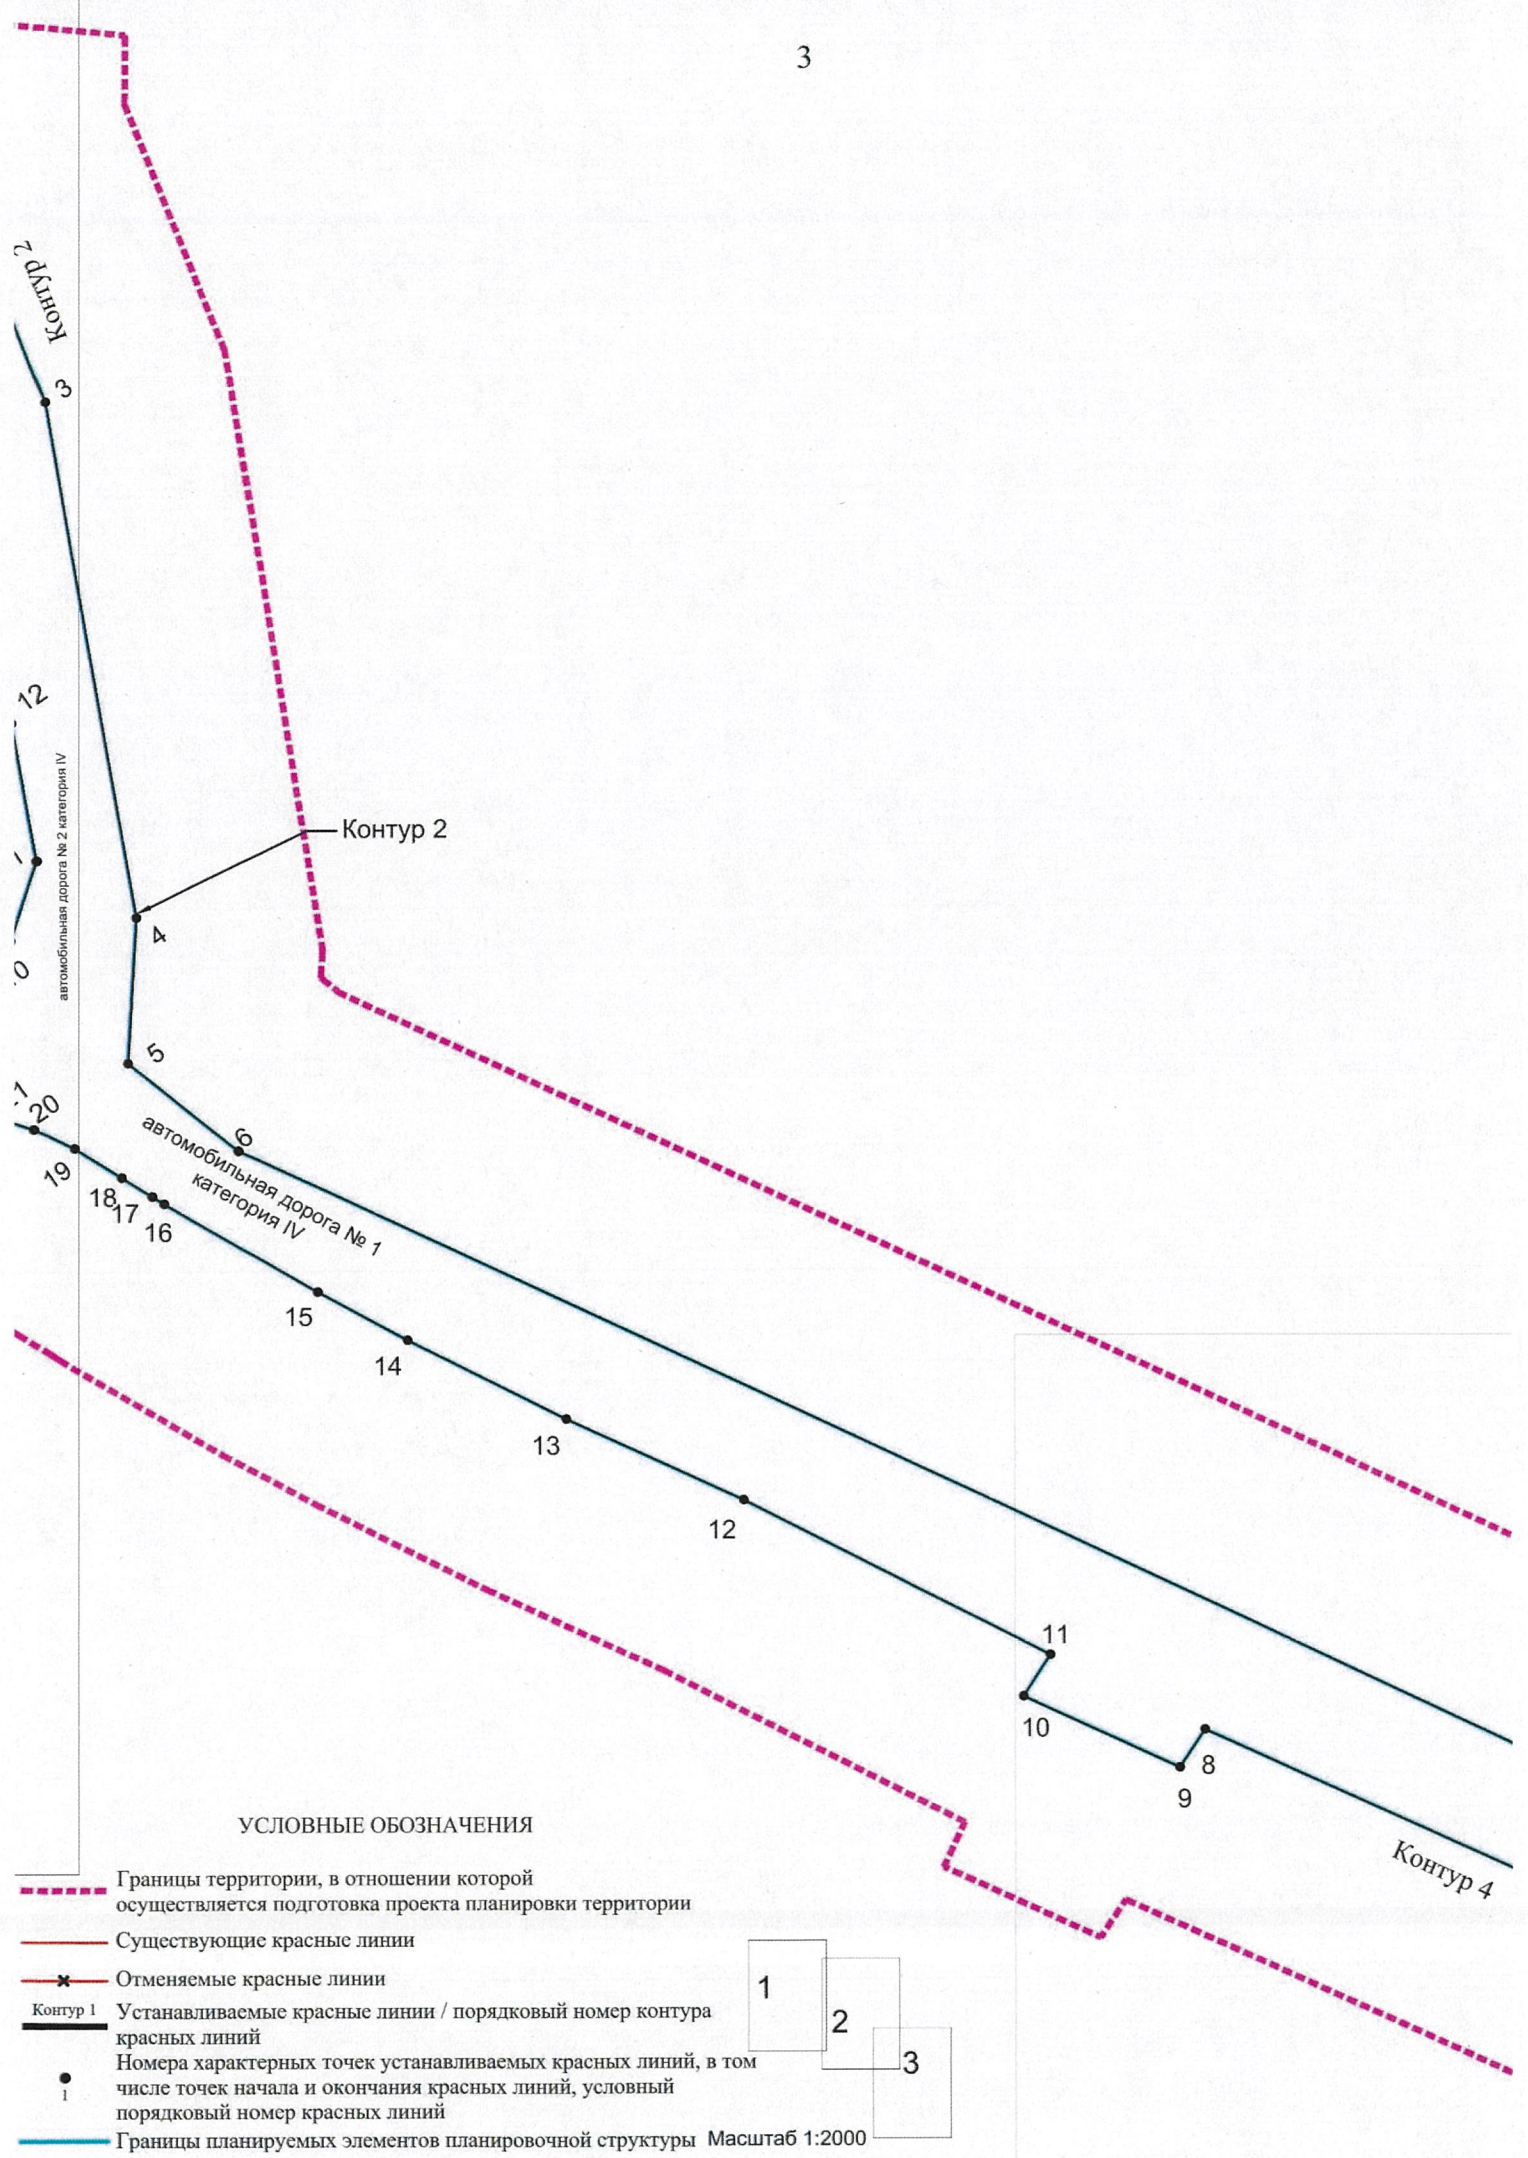 3
Контур 2
3
12
автомобильная дорога № 2 категория IV
Контур 2
4
5
20
6
автомобильная дорога № 1
категория IV
19
18
17
16
15
14
13
12
11
10
8
9
Контур 4
УСЛОВНЫЕ ОБОЗНАЧЕНИЯ
Границы территории, в отношении которой
осуществляется подготовка проекта планировки территории
Существующие красные линии
Отменяемые красные линии
Контур 1
Устанавливаемые красные линии / порядковый номер контура
красных линий
1
Номера характерных точек устанавливаемых красных линий, в том
числе точек начала и окончания красных линий, условный
порядковый номер красных линий
Границы планируемых элементов планировочной структуры
Масштаб 1:2000
1
2
3